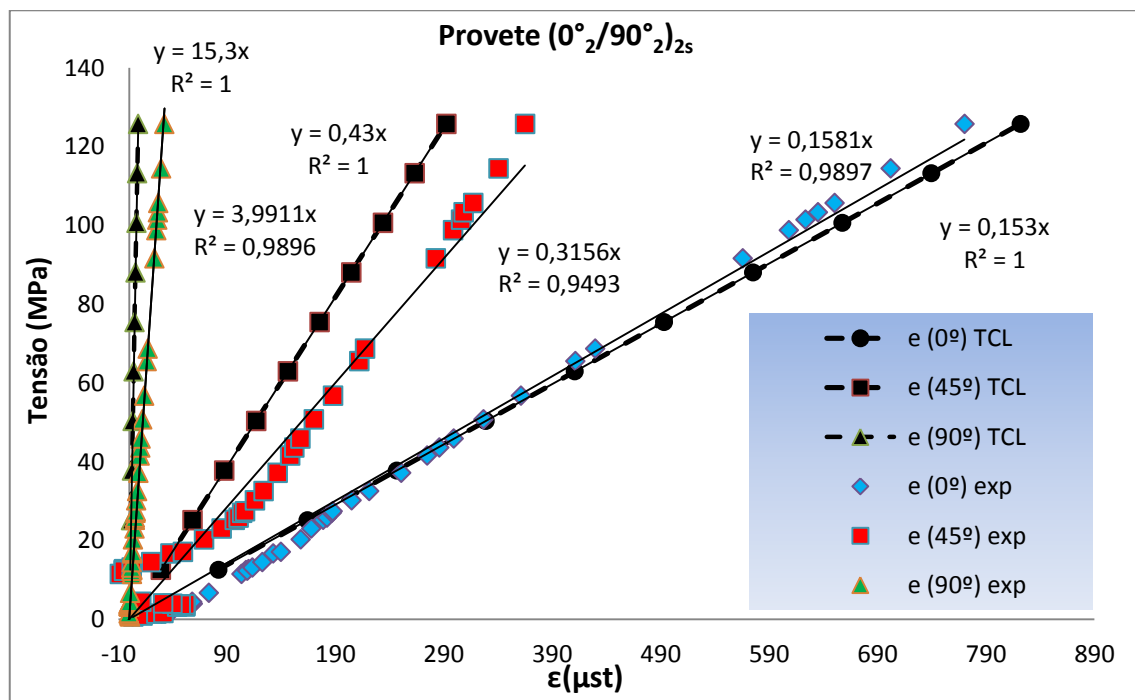 Provete (0°₂/90°₂)₂ₛ
y = 15,3x
R² = 1
y = 0,43x
R² = 1
y = 3,9911x
R² = 0,9896
y = 0,3156x
R² = 0,9493
y = 0,1581x
R² = 0,9897
y = 0,153x
R² = 1
Tensão (MPa)
140
120
100
80
60
40
20
0
-10 90 190 290 390 490 590 690 790 890
ε(µst)
e (0º) TCL
e (45º) TCL
e (90º) TCL
e (0º) exp
e (45º) exp
e (90º) exp